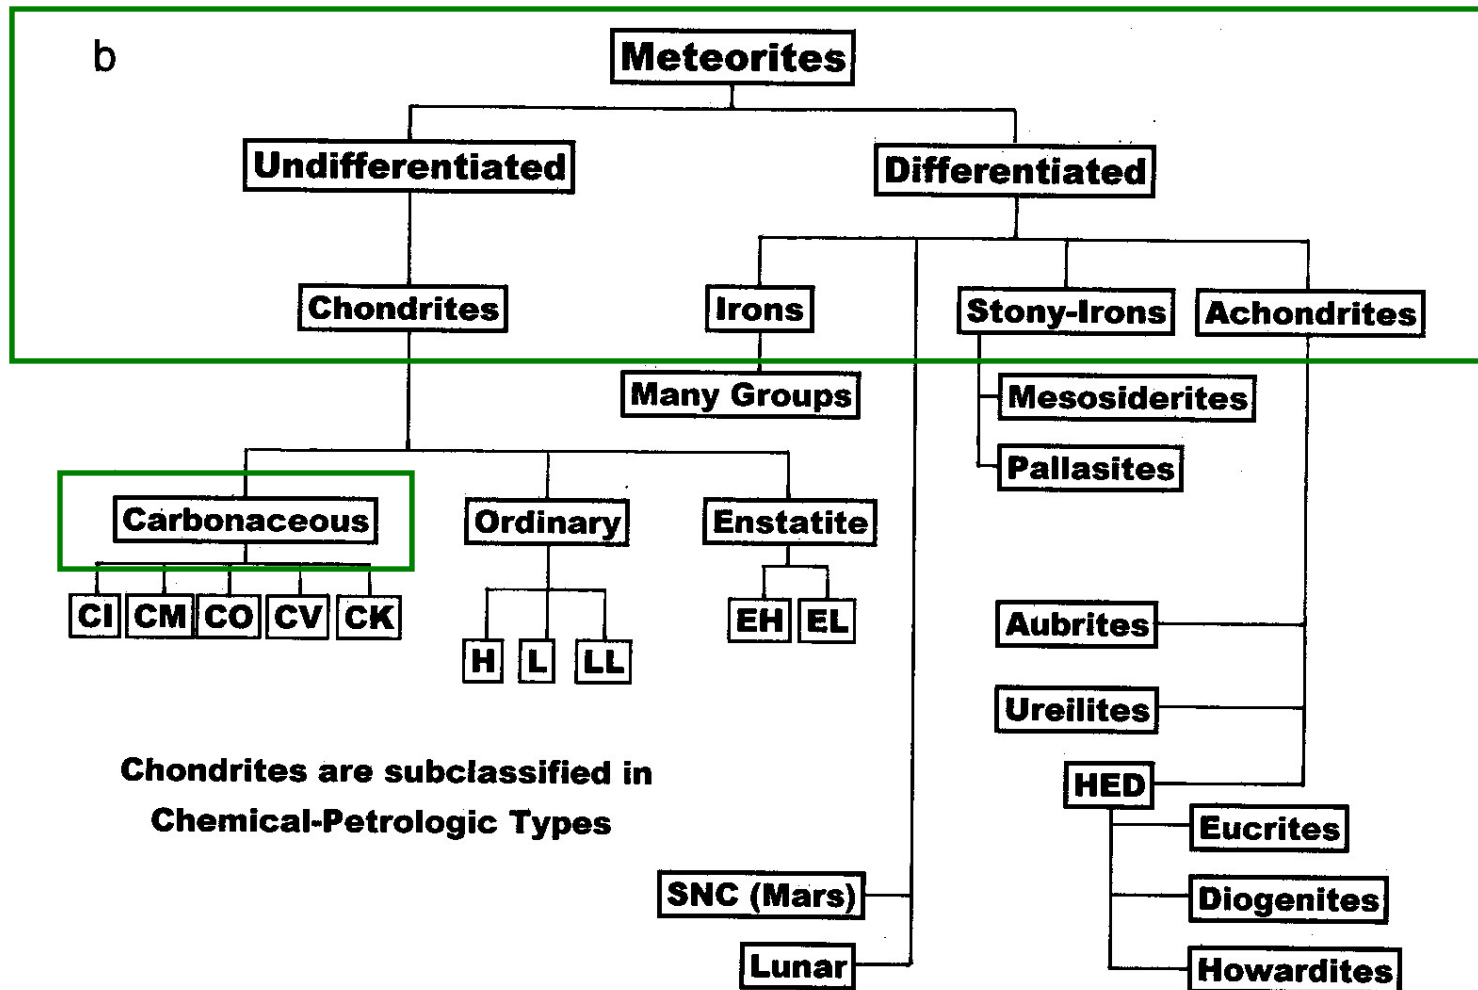 b
Meteorites
Undifferentiated
Differentiated
Chondrites
Irons
Stony-Irons
Achondrites
Many Groups
Mesosiderites
Pallasites
Carbonaceous
Ordinary
Enstatite
CI
CM
CO
CV
CK
H
L
LL
EH
EL
Aubrites
Ureilites
HED
Eucrites
Diogenites
Howardites
Chondrites are subclassified in
Chemical-Petrologic Types
SNC (Mars)
Lunar